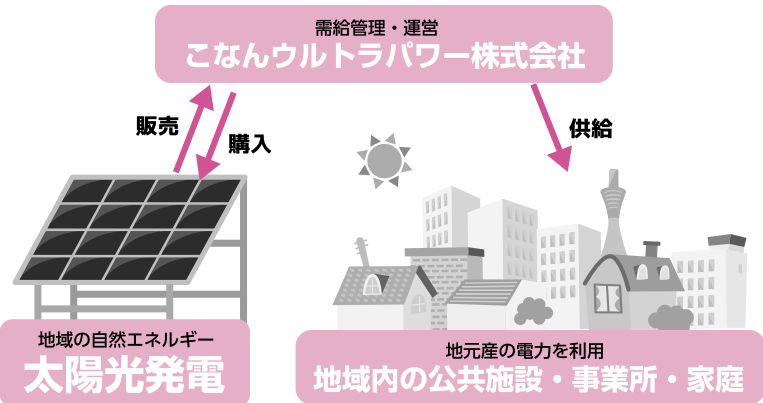 需給管理・運営
こなんウルトラパワー株式会社
販売
購入
供給
地域の自然エネルギー
太陽光発電
地元産の電力を利用
地域内の公共施設・事業所・家庭